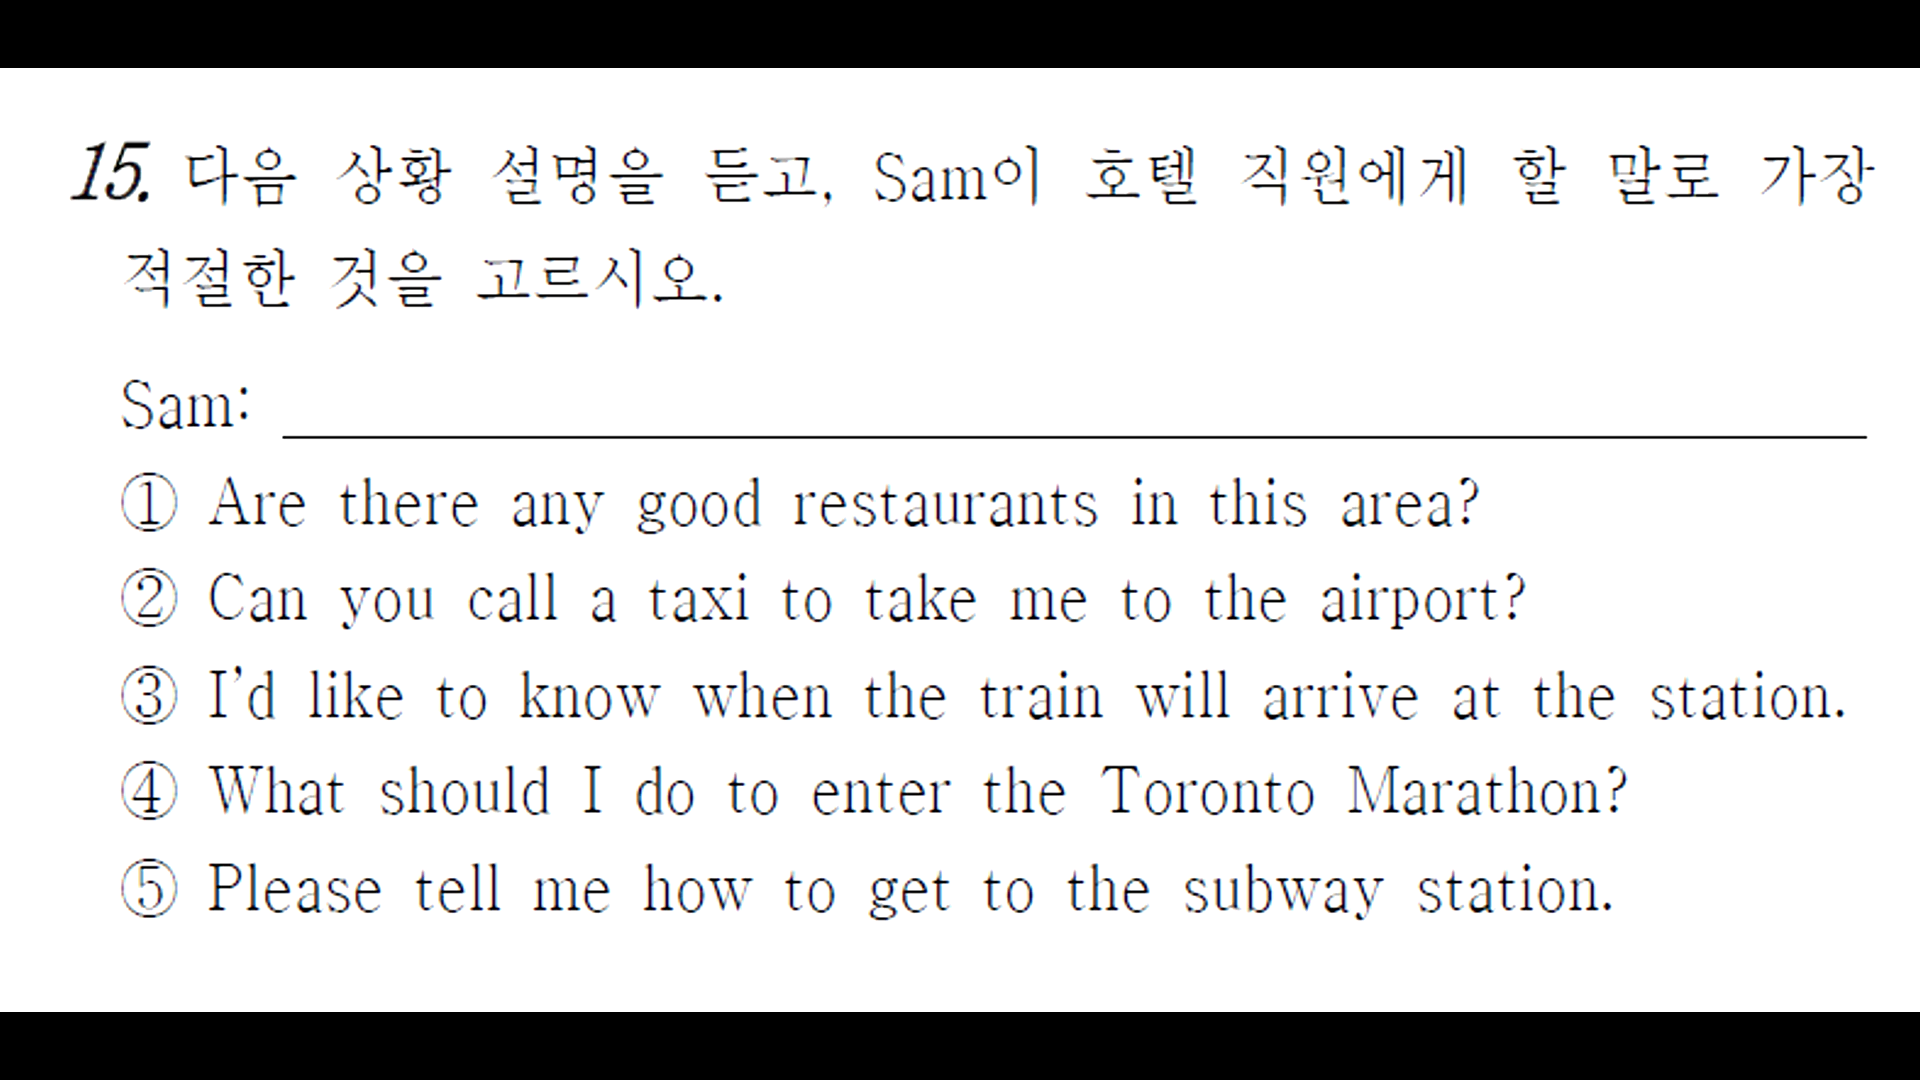 15. 다음 상황 설명을 듣고, Sam이 호텔 직원에게 할 말로 가장
적절한 것을 고르시오.
Sam:
① Are there any good restaurants in this area?
② Can you call a taxi to take me to the airport?
③ I'd like to know when the train will arrive at the station.
④ What should I do to enter the Toronto Marathon?
⑤ Please tell me how to get to the subway station.